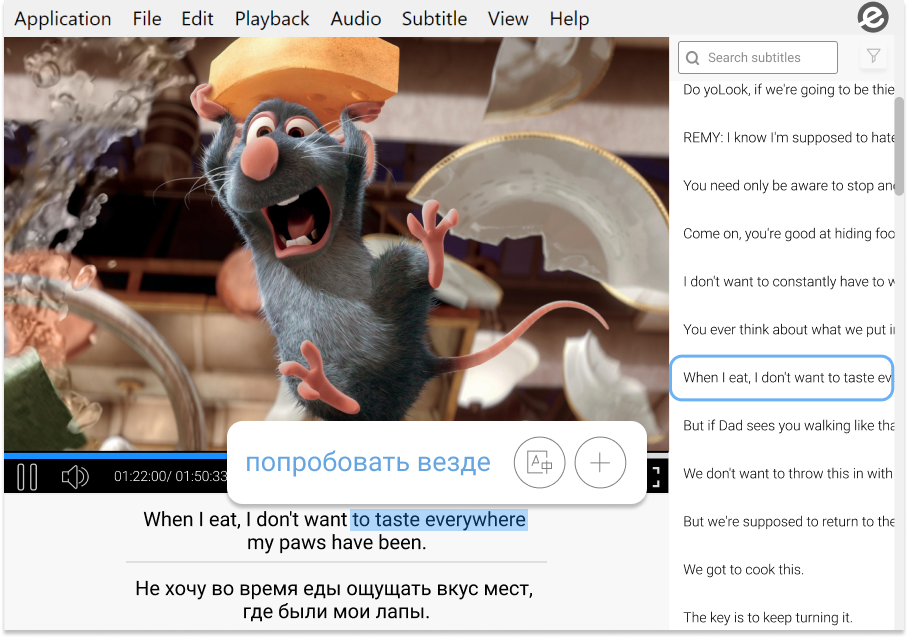 Application File Edit Playback Audio Subtitle View Help
Search subtitles
Do yoLook, if we're going to be thie
REMY: I know I'm supposed to hate
You need only be aware to stop and
Come on, you're good at hiding foo
I don't want to constantly have to w
You ever think about what we put in
When I eat, I don't want to taste ev
But if Dad sees you walking like tha
We don't want to throw this in with
But we're supposed to return to the
We got to cook this.
The key is to keep turning it.
попробовать везде
01:22:00/ 01:50:33
When I eat, I don't want to taste everywhere
my paws have been.
Не хочу во время еды ощущать вкус мест,
где были мои лапы.